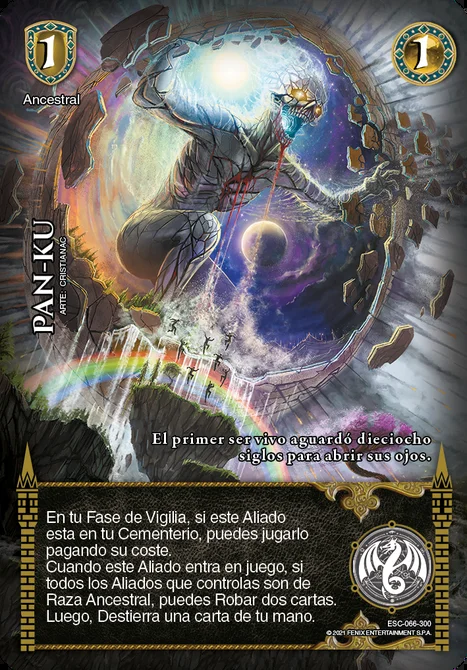 1
1
Ancestral
PAN-KU
ARTE : CRISTIANAC
El primer ser vivo aguardó dieciocho
siglos para abrir sus ojos.
En tu Fase de Vigilia, si este Aliado
esta en tu Cementerio, puedes jugarlo
pagando su coste.
Cuando este Aliado entra en juego, si
todos los Aliados que controlas son de
Raza Ancestral, puedes Robar dos cartas.
Luego, Destierra una carta de tu mano.
ESC-066-300
© 2021 FENIX ENTERTAINMENT S.P.A.